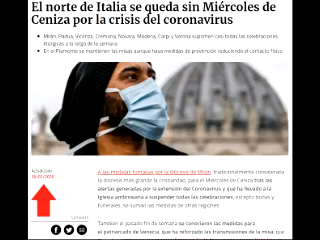 El norte de Italia se queda sin Miércoles de
Ceniza por la crisis del coronavirus
Milán, Padua, Vicenza, Cremona, Novara, Módena, Carpi y Verona suprimen casi todas las celebraciones
litúrgicas a lo largo de la semana
En el Piamonte se mantienen las misas aunque haya medidas de prevención reduciendo el contacto físico
Actualizado
A las medidas tomadas por la diócesis de Milán, tradicionalmente considerada
la diócesis más grande la cristiandad, para el Miércoles de Ceniza tras las
alertas generadas por la extensión del Coronavirus y que ha llevado a la
Iglesia ambrosiana a suspender todas las celebraciones, excepto bodas y
funerales, se suman las medidas de otras regiones.
Compartir
También el pasado fin de semana se conocieron las medidas para
el patriarcado de Venecia, que ha reforzado las transmisiones de la misa, que